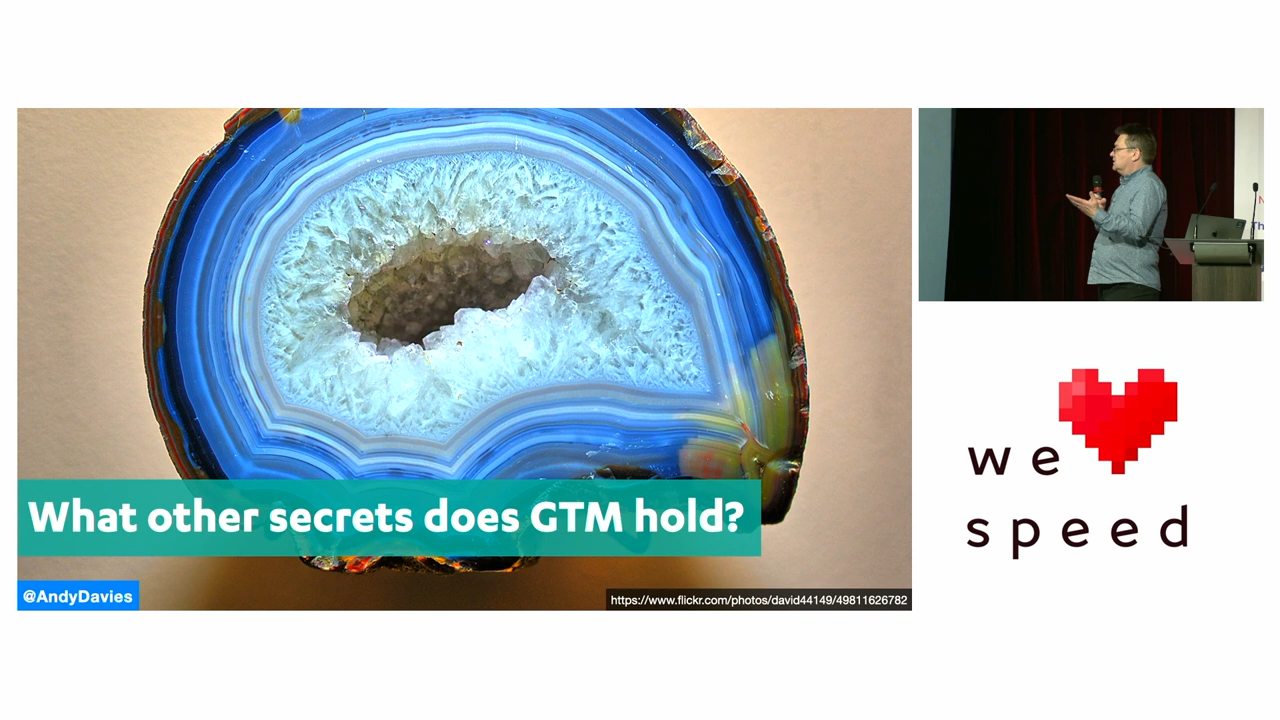 What other secrets does GTM hold?
@AndyDavies
https://www.flickr.com/photos/david44149/49811626782
we
speed